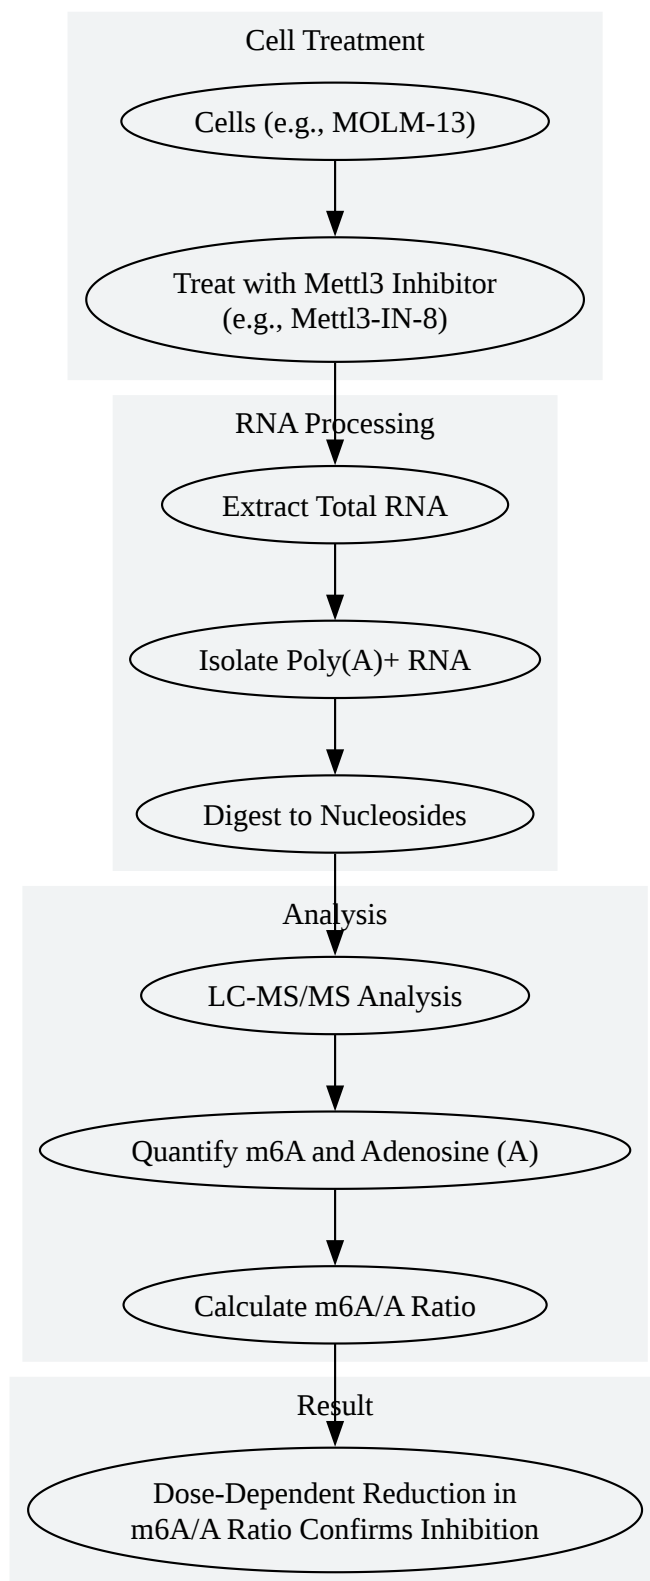 Cell Treatment
Cells (e.g., MOLM-13)
Treat with Mettl3 Inhibitor
(e.g., Mettl3-IN-8)
RNA Processing
Extract Total RNA
Isolate Poly(A)+ RNA
Digest to Nucleosides
Analysis
LC-MS/MS Analysis
Quantify m6A and Adenosine (A)
Calculate m6A/A Ratio
Result
Dose-Dependent Reduction in
m6A/A Ratio Confirms Inhibition